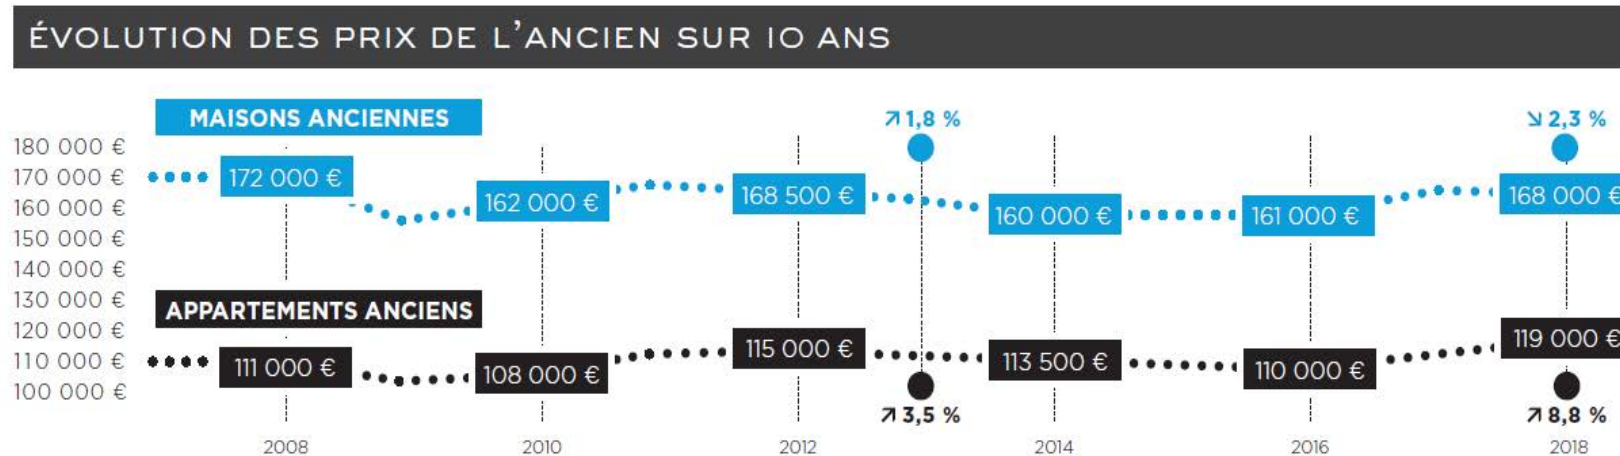 ÉVOLUTION DES PRIX DE L'ANCIEN SUR 10 ANS
MAISONS ANCIENNES
↗ 1,8 %
↘ 2,3 %
180 000 €
170 000 €
160 000 €
150 000 €
140 000 €
130 000 €
120 000 €
110 000 €
100 000 €
172 000 €
162 000 €
168 500 €
160 000 €
161 000 €
168 000 €
APPARTEMENTS ANCIENS
111 000 €
108 000 €
115 000 €
113 500 €
110 000 €
119 000 €
↗ 3,5 %
↗ 8,8 %
2008
2010
2012
2014
2016
2018